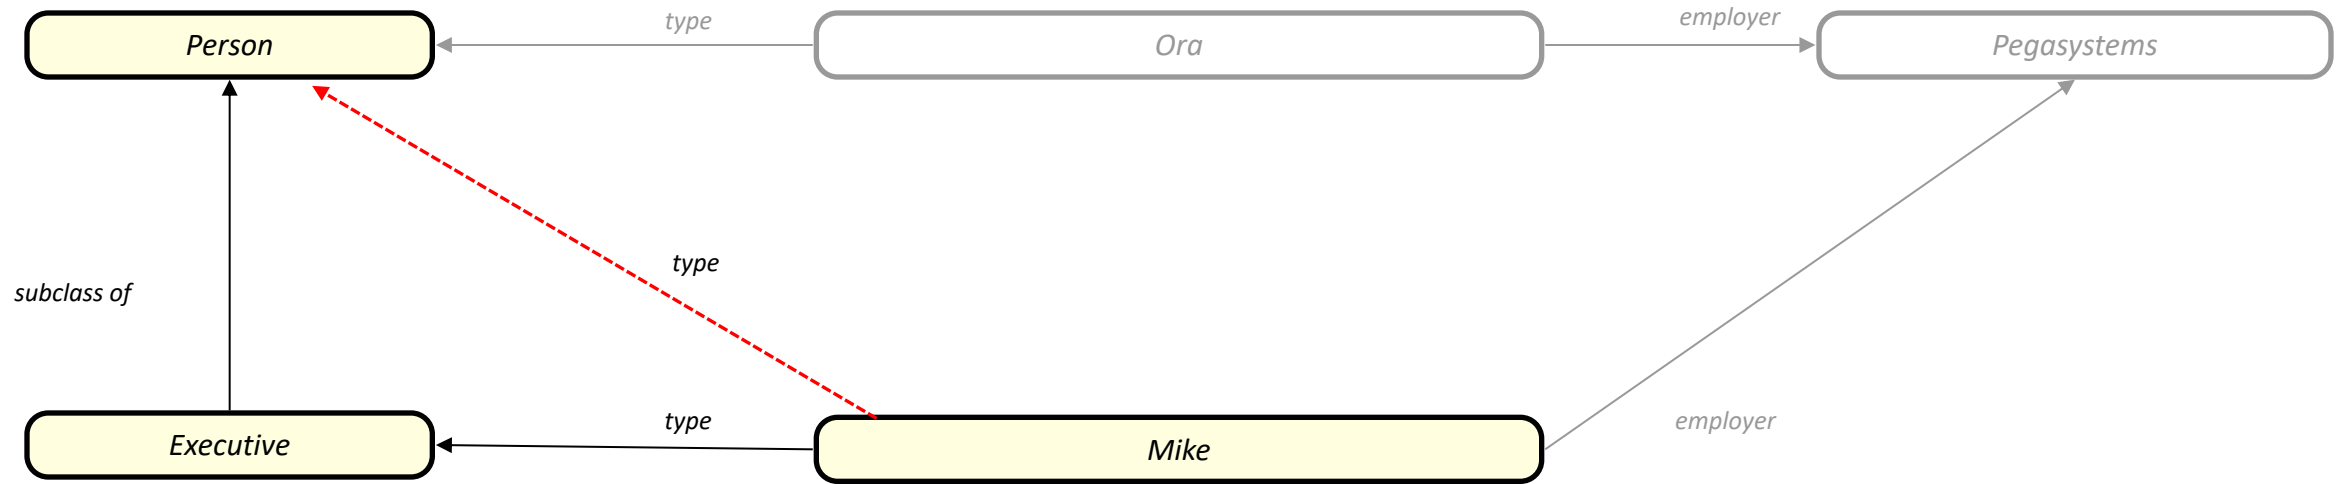 type
employer
Person
Ora
Pegasystems
type
subclass of
type
employer
Executive
Mike